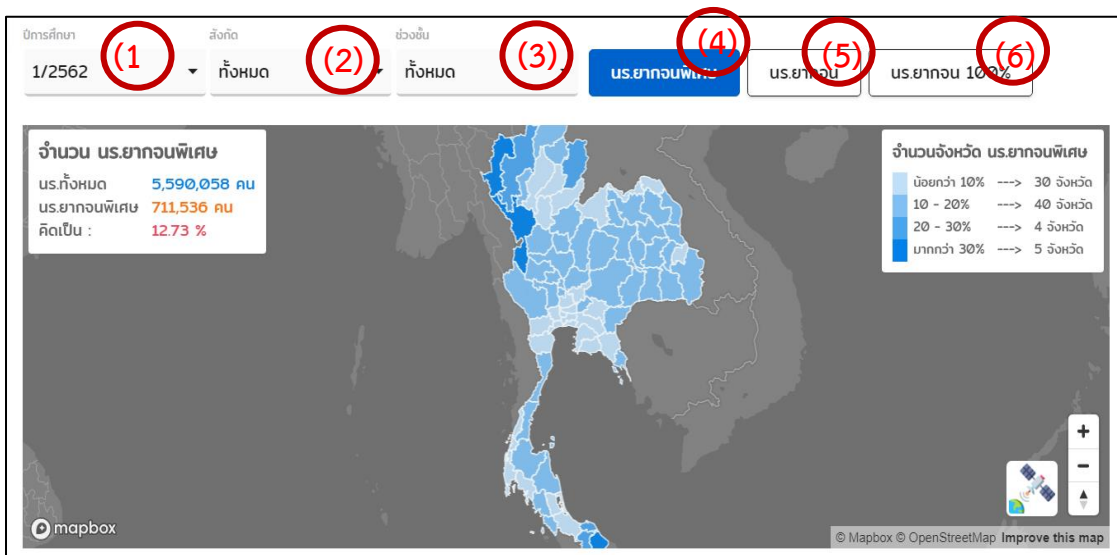 ปีการศึกษา สังกัด ช่วงชั้น
(1 (2) (3) (4) (5) (6)
1/2562 ทั้งหมด ทั้งหมด นร.ยากจนพิเศษ นร.ยากจน นร.ยากจน 100%
จำนวน นร.ยากจนพิเศษ
นร.ทั้งหมด 5,590,058 คน
นร.ยากจนพิเศษ 711,536 คน
คิดเป็น : 12.73 %
จำนวนจังหวัด นร.ยากจนพิเศษ
น้อยกว่า 10% ---> 30 จังหวัด
10 - 20% ---> 40 จังหวัด
20 - 30% ---> 4 จังหวัด
มากกว่า 30% ---> 5 จังหวัด
+
−
mapbox
© Mapbox © OpenStreetMap Improve this map